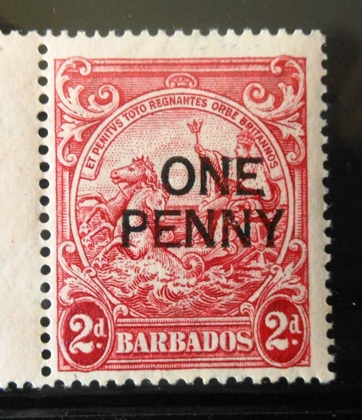 ET PENITUS TOTO REGNANTES ORBE BRITANNOS
ONE
PENNY
2d. BARBADOS 2d.